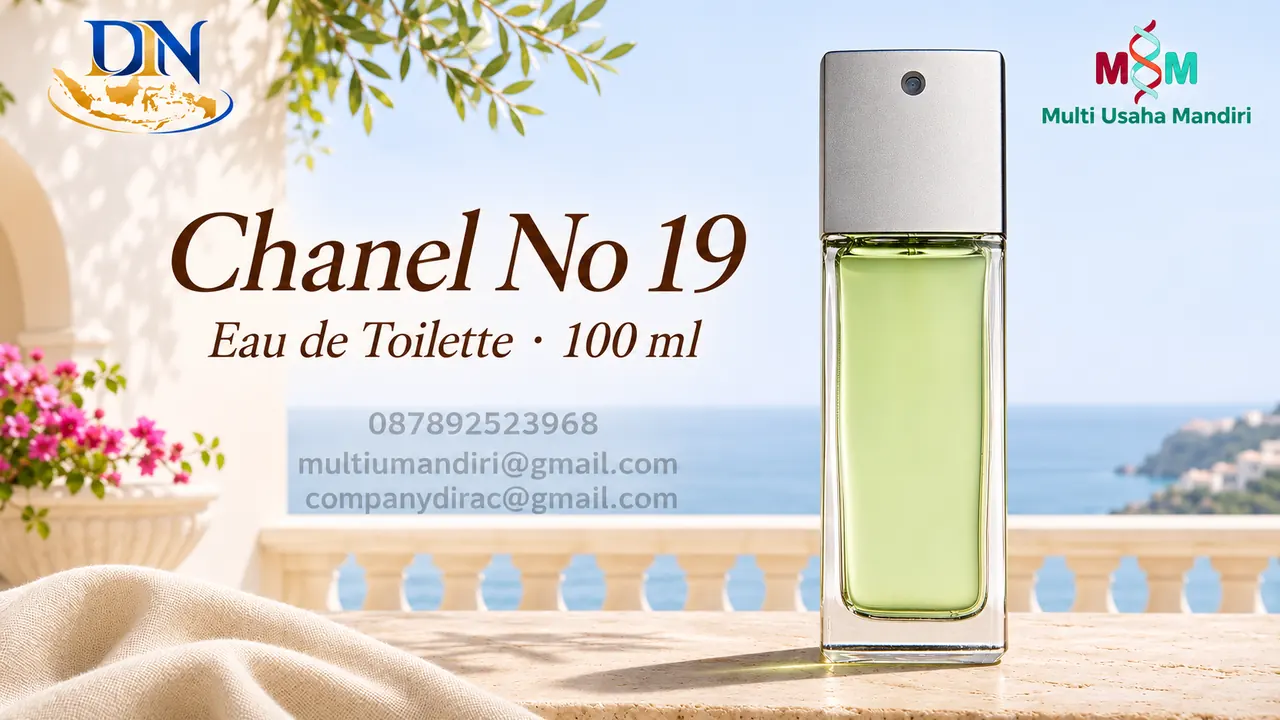 DIN
MSM
Multi Usaha Mandiri
Chanel No 19
Eau de Toilette · 100 ml
087892523968
multiumandiri@gmail.com
companydirac@gmail.com